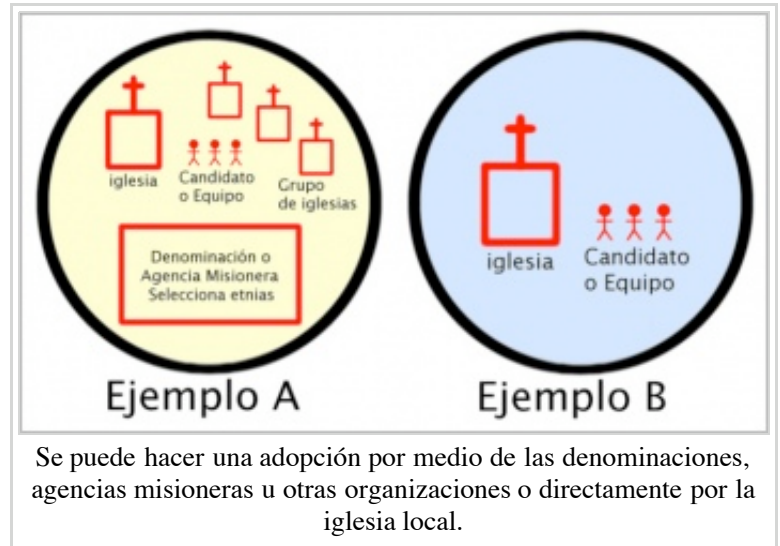 iglesia
Candidato
o Equipo
Grupo
de iglesias
Denominación o
Agencia Misionera
Selecciona etnias
Ejemplo A
iglesia
Candidato
o Equipo
Ejemplo B
Se puede hacer una adopción por medio de las denominaciones,
agencias misioneras u otras organizaciones o directamente por la
iglesia local.